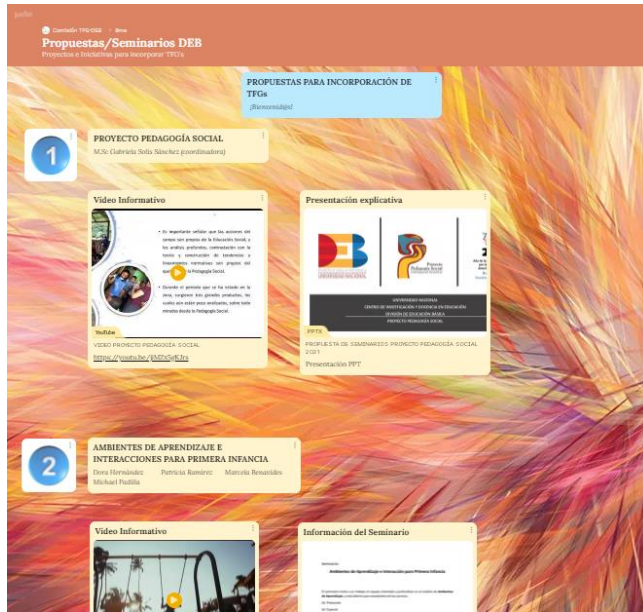 padlet
Comisión TFG DEB • 8mo
Propuestas/Seminarios DEB
Proyectos e Iniciativas para incorporar TFG's
PROPUESTAS PARA INCORPORACIÓN DE
TFGs
¡Bienvenid@s!
1
PROYECTO PEDAGOGÍA SOCIAL
M.Sc Gabriela Solís Sánchez (coordinadora)
Video Informativo
• Es importante señalar que las acciones del
campo son propias de la Educación Social, y
los análisis profundos, contrastación con la
teoría y construcción de tendencias y
lineamientos normativos son propios del
la Pedagogía Social.
• Durante el periodo que se ha estado en la
zona, surgieron dos grandes productos, los
cuales aún están poco analizados, sobre todo
mirados desde la Pedagogía Social.
YouTube
VIDEO PROYECTO PEDAGOGÍA SOCIAL
Presentación explicativa
DEB
UNIVERSIDAD NACIONAL
Proyecto
Pedagogía Social
UNIVERSIDAD NACIONAL
CENTRO DE INVESTIGACIÓN Y DOCENCIA EN EDUCACIÓN
DIVISIÓN DE EDUCACIÓN BÁSICA
PROYECTO PEDAGOGÍA SOCIAL
PPTX
PROPUESTA DE SEMINARIOS PROYECTO PEDAGOGÍA SOCIAL
2021
Presentación PPT
2
AMBIENTES DE APRENDIZAJE E
INTERACCIONES PARA PRIMERA INFANCIA
Dora Hernández Patricia Ramírez Marcela Benavides
Michael Padilla
Video Informativo
Información del Seminario
Seminario
Ambientes de Aprendizaje e Interacción para Primera Infancia